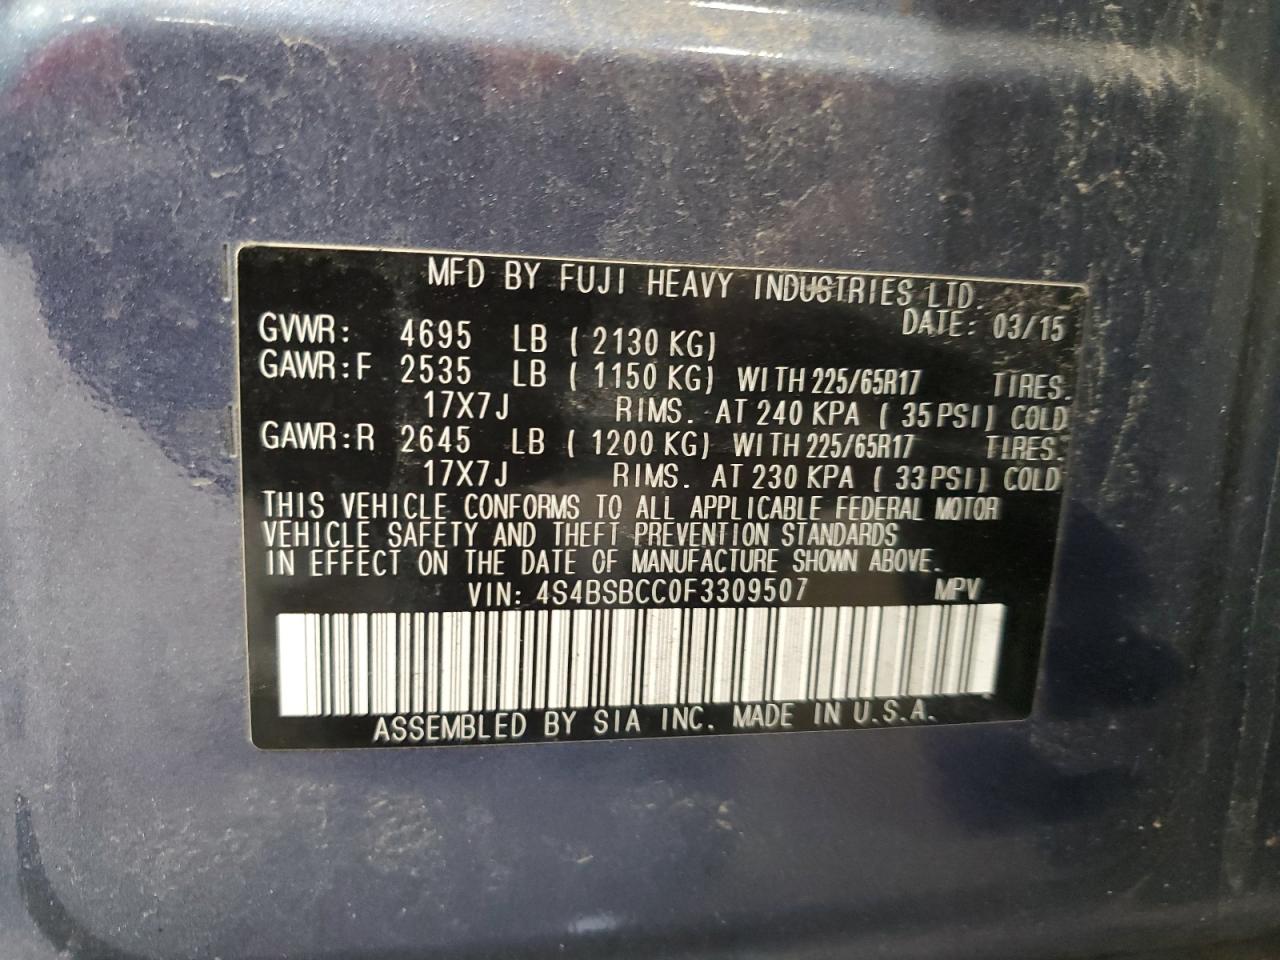 MFD BY FUJI HEAVY INDUSTRIES LTD.
DATE: 03/15
GVWR: 4695 LB ( 2130 KG)
GAWR:F 2535 LB ( 1150 KG) WITH 225/65R17 TIRES.
17X7J RIMS. AT 240 KPA ( 35 PSI) COLD
GAWR:R 2645 LB ( 1200 KG) WITH 225/65R17 TIRES.
17X7J RIMS. AT 230 KPA ( 33 PSI) COLD
THIS VEHICLE CONFORMS TO ALL APPLICABLE FEDERAL MOTOR
VEHICLE SAFETY AND THEFT PREVENTION STANDARDS
IN EFFECT ON THE DATE OF MANUFACTURE SHOWN ABOVE.
VIN: 4S4BSBCC0F3309507 MPV
ASSEMBLED BY SIA INC. MADE IN U.S.A.